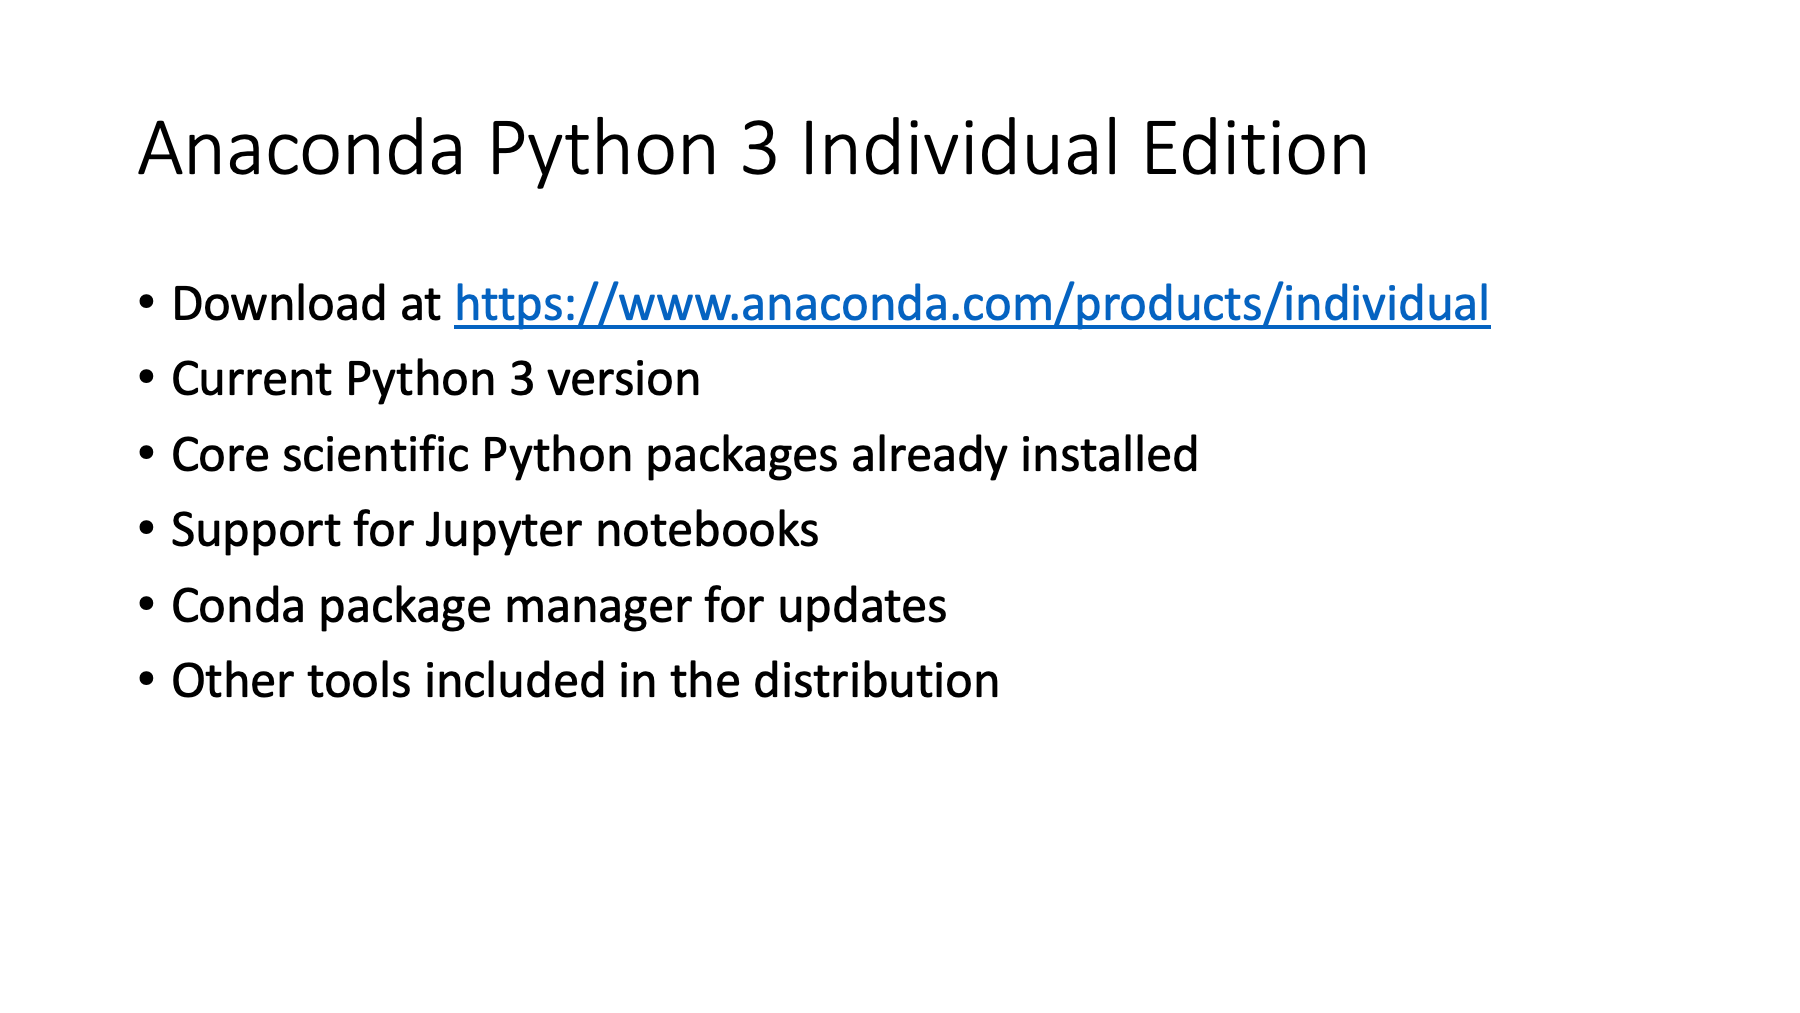 Anaconda Python 3 Individual Edition
• Download at https://www.anaconda.com/products/individual
• Current Python 3 version
• Core scientific Python packages already installed
• Support for Jupyter notebooks
• Conda package manager for updates
• Other tools included in the distribution